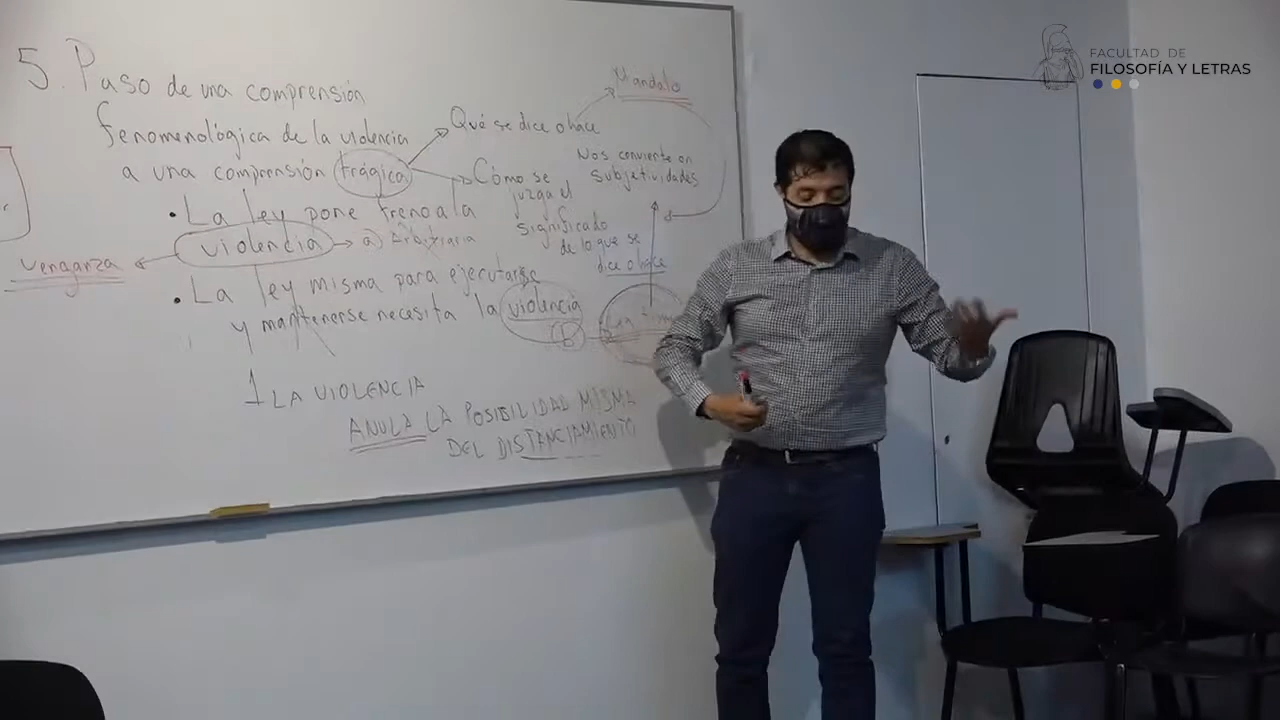 5. Paso de una comprensión
fenomenológica de la violencia
a una comprensión trágica
Qué se dice o hace
Cómo se
juzga el
significado
de lo que se
dice o hace
Mandato
Nos convierte en
subjetividades
• La ley pone freno a la
violencia → a) Arbitraria
venganza
• La ley misma para ejecutarse
y mantenerse necesita la violencia
(b
1 LA VIOLENCIA
ANULA LA POSIBILIDAD MISMA
DEL DISTANCIAMIENTO
FACULTAD DE
FILOSOFÍA Y LETRAS